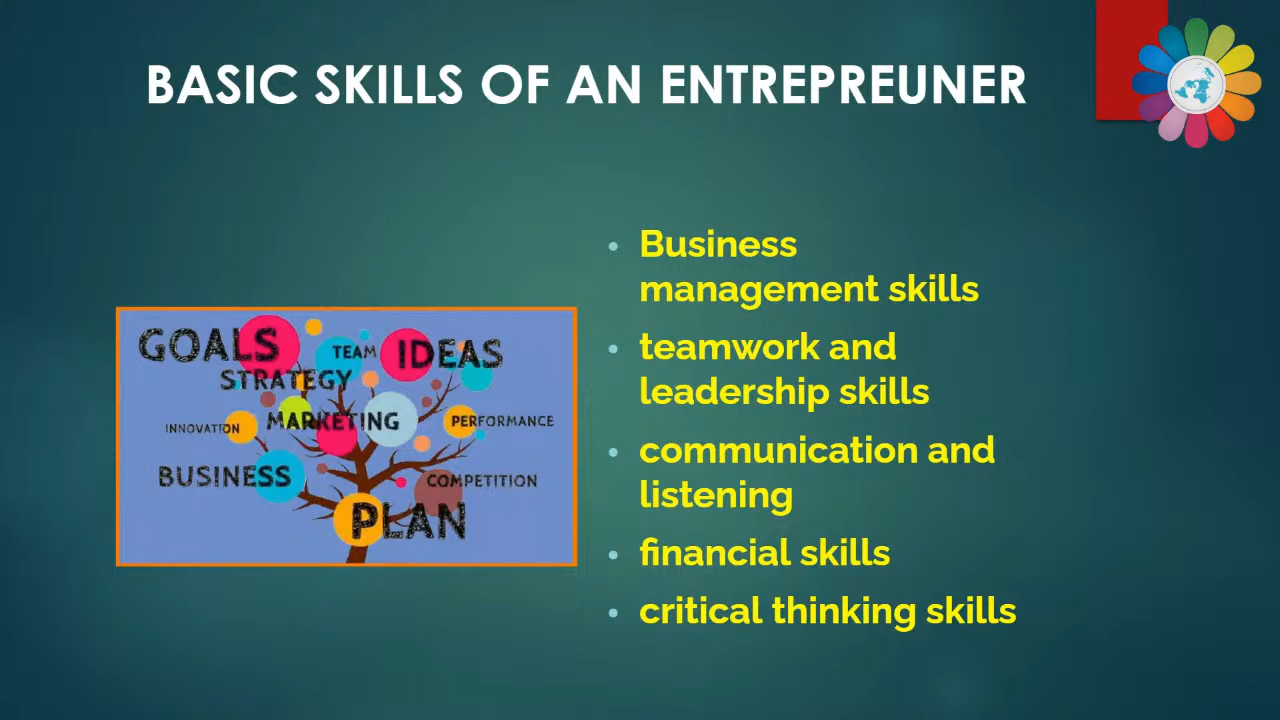 BASIC SKILLS OF AN ENTREPREUNER
GOALS
TEAM
IDEAS
STRATEGY
INNOVATION
MARKETING
PERFORMANCE
BUSINESS
COMPETITION
PLAN
• Business
management skills
• teamwork and
leadership skills
• communication and
listening
• financial skills
• critical thinking skills